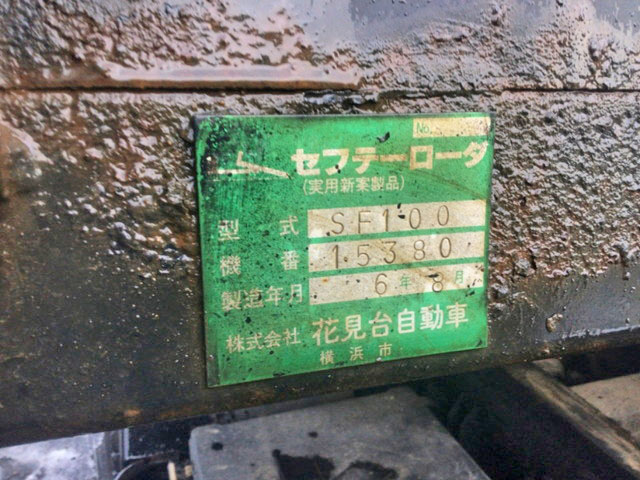 No.
セフテーローダ
(実用新案製品)
型式 SF100
機番 15380
製造年月 6年8月
株式会社 花見台自動車
横浜市